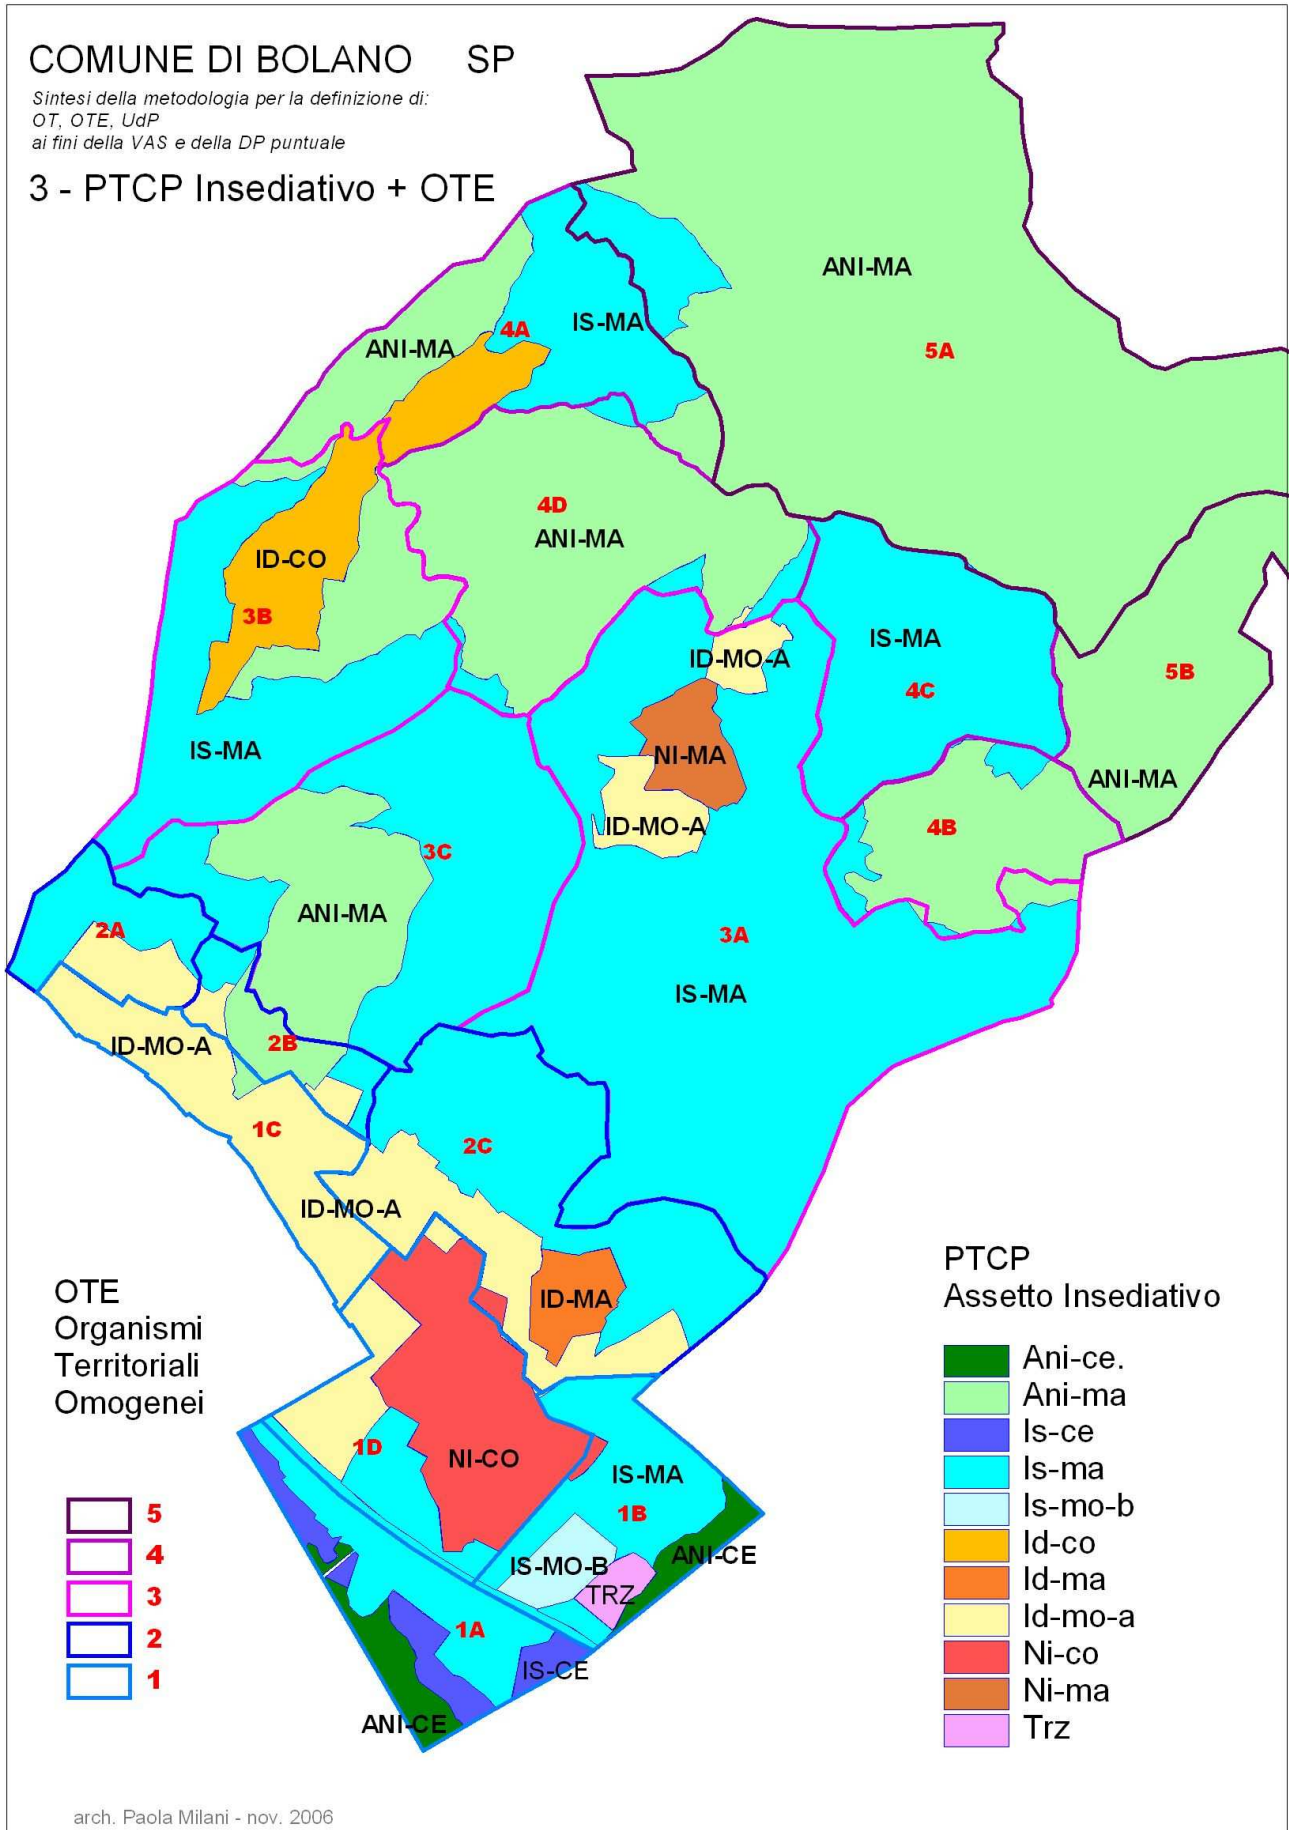 COMUNE DI BOLANO SP
Sintesi della metodologia per la definizione di:
OT, OTE, UdP
ai fini della VAS e della DP puntuale
3 - PTCP Insediativo + OTE
ANI-MA
IS-MA
4A
ANI-MA
5A
4D
ANI-MA
ID-CO
3B
IS-MA
ID-MO-A
5B
4C
IS-MA
NI-MA
ANI-MA
ID-MO-A
4B
3C
ANI-MA
2A
3A
IS-MA
ID-MO-A
2B
1C
2C
ID-MO-A
ID-MA
1D
NI-CO
IS-MA
1B
ANI-CE
IS-MO-B
TRZ
1A
IS-CE
ANI-CE
OTE
Organismi
Territoriali
Omogenei
5
4
3
2
1
PTCP
Assetto Insediativo
Ani-ce.
Ani-ma
Is-ce
Is-ma
Is-mo-b
Id-co
Id-ma
Id-mo-a
Ni-co
Ni-ma
Trz
arch. Paola Milani - nov. 2006